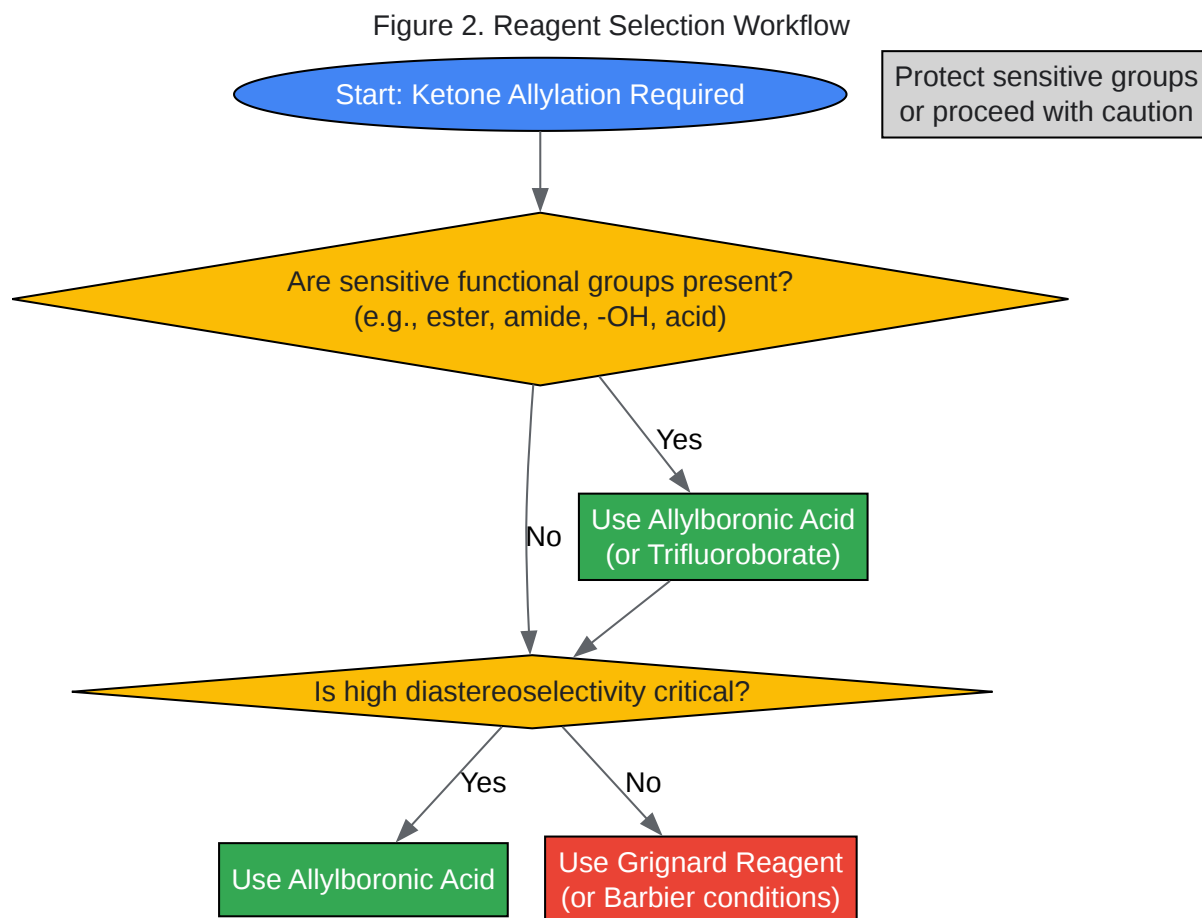 Figure 2. Reagent Selection Workflow
Start: Ketone Allylation Required
Protect sensitive groups
or proceed with caution
Are sensitive functional groups present?
(e.g., ester, amide, -OH, acid)
Yes
No
Use Allylboronic Acid
(or Trifluoroborate)
Is high diastereoselectivity critical?
Yes
No
Use Allylboronic Acid
Use Grignard Reagent
(or Barbier conditions)